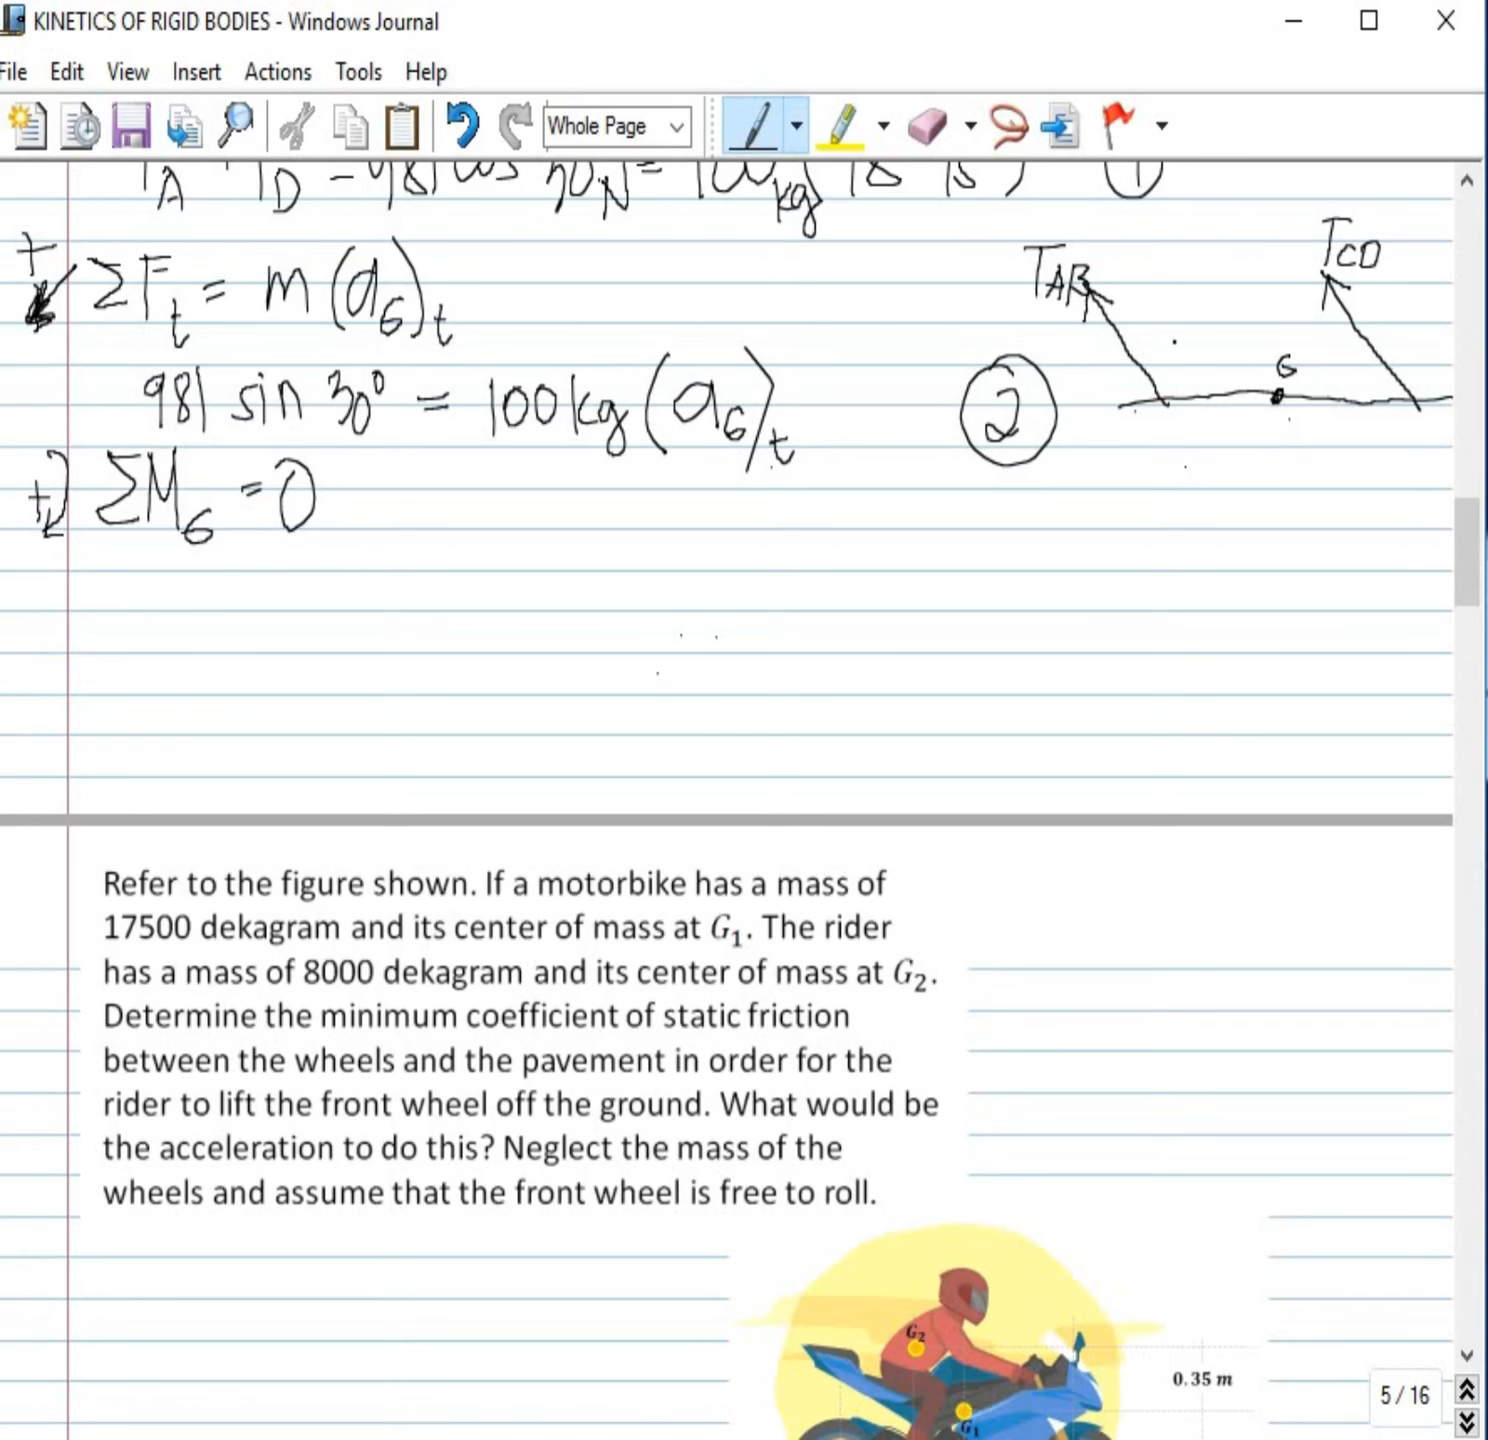 KINETICS OF RIGID BODIES - Windows Journal
File Edit View Insert Actions Tools Help
Whole Page
+ ΣF_t = m(a_G)_t
T_AB T_CD
G
981 sin 30° = 100kg (a_G)_t ②
+ ΣM_G = 0
Refer to the figure shown. If a motorbike has a mass of
17500 dekagram and its center of mass at G₁. The rider
has a mass of 8000 dekagram and its center of mass at G₂.
Determine the minimum coefficient of static friction
between the wheels and the pavement in order for the
rider to lift the front wheel off the ground. What would be
the acceleration to do this? Neglect the mass of the
wheels and assume that the front wheel is free to roll.
G₂
0.35 m
5 / 16
G₁